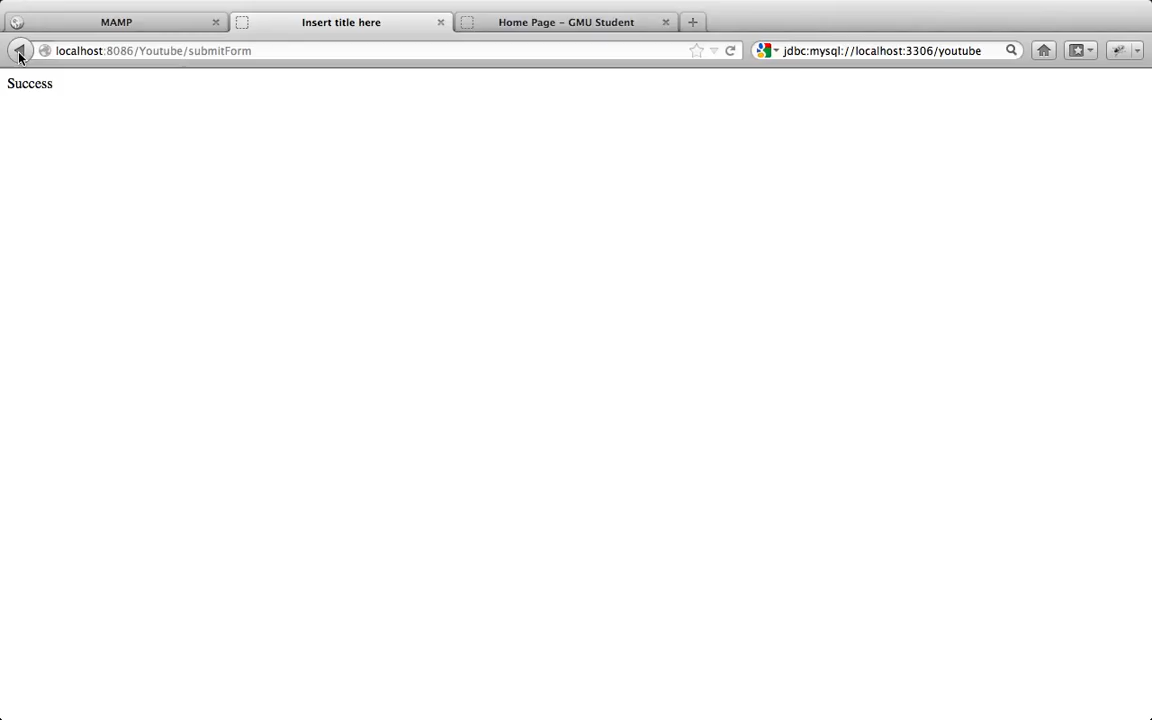 MAMP
Insert title here
Home Page – GMU Student
localhost:8086/Youtube/submitForm
jdbc:mysql://localhost:3306/youtube
Success